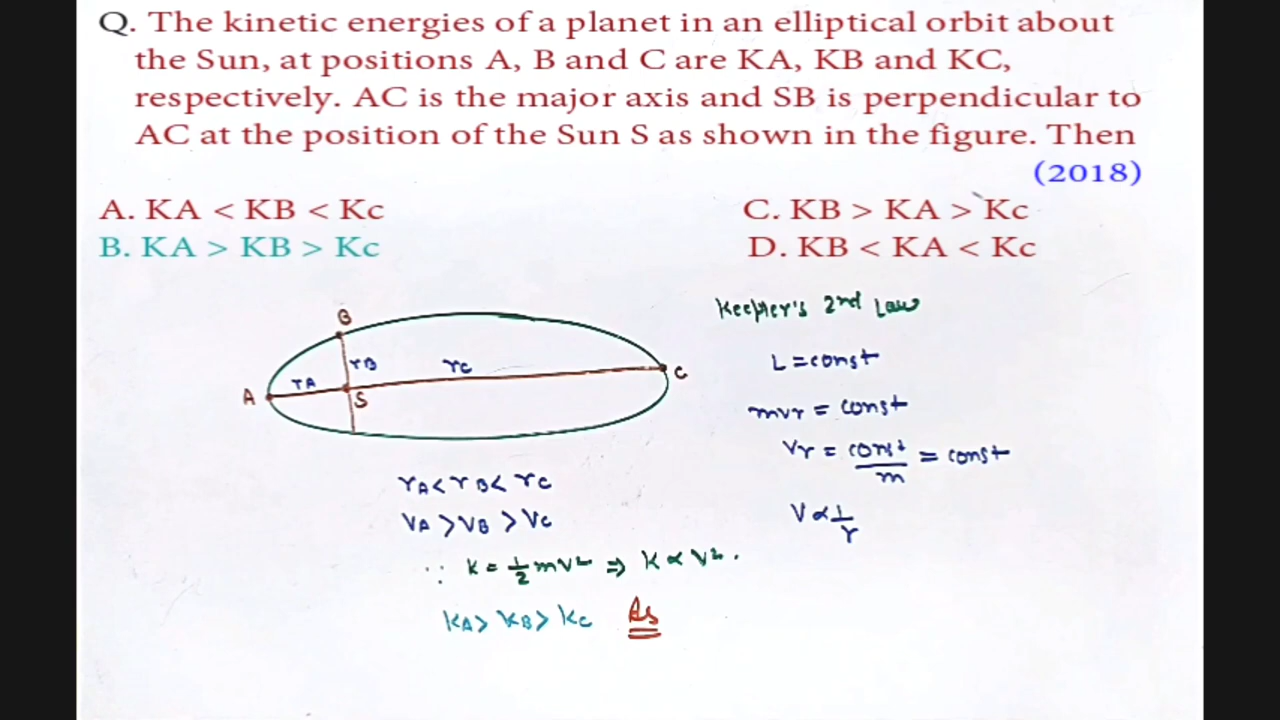 Q. The kinetic energies of a planet in an elliptical orbit about
the Sun, at positions A, B and C are KA, KB and KC,
respectively. AC is the major axis and SB is perpendicular to
AC at the position of the Sun S as shown in the figure. Then
(2018)
A. KA < KB < Kc
C. KB > KA > Kc
B. KA > KB > Kc
D. KB < KA < Kc
Keepler's 2nd Law
B
L = const
rB
rC
C
rA
A
S
mvr = const
Vr = const/m = const
rA < rB < rC
VA > VB > VC
V ∝ 1/r
∵ K = 1/2 mv² ⇒ K ∝ V².
KA > KB > KC As